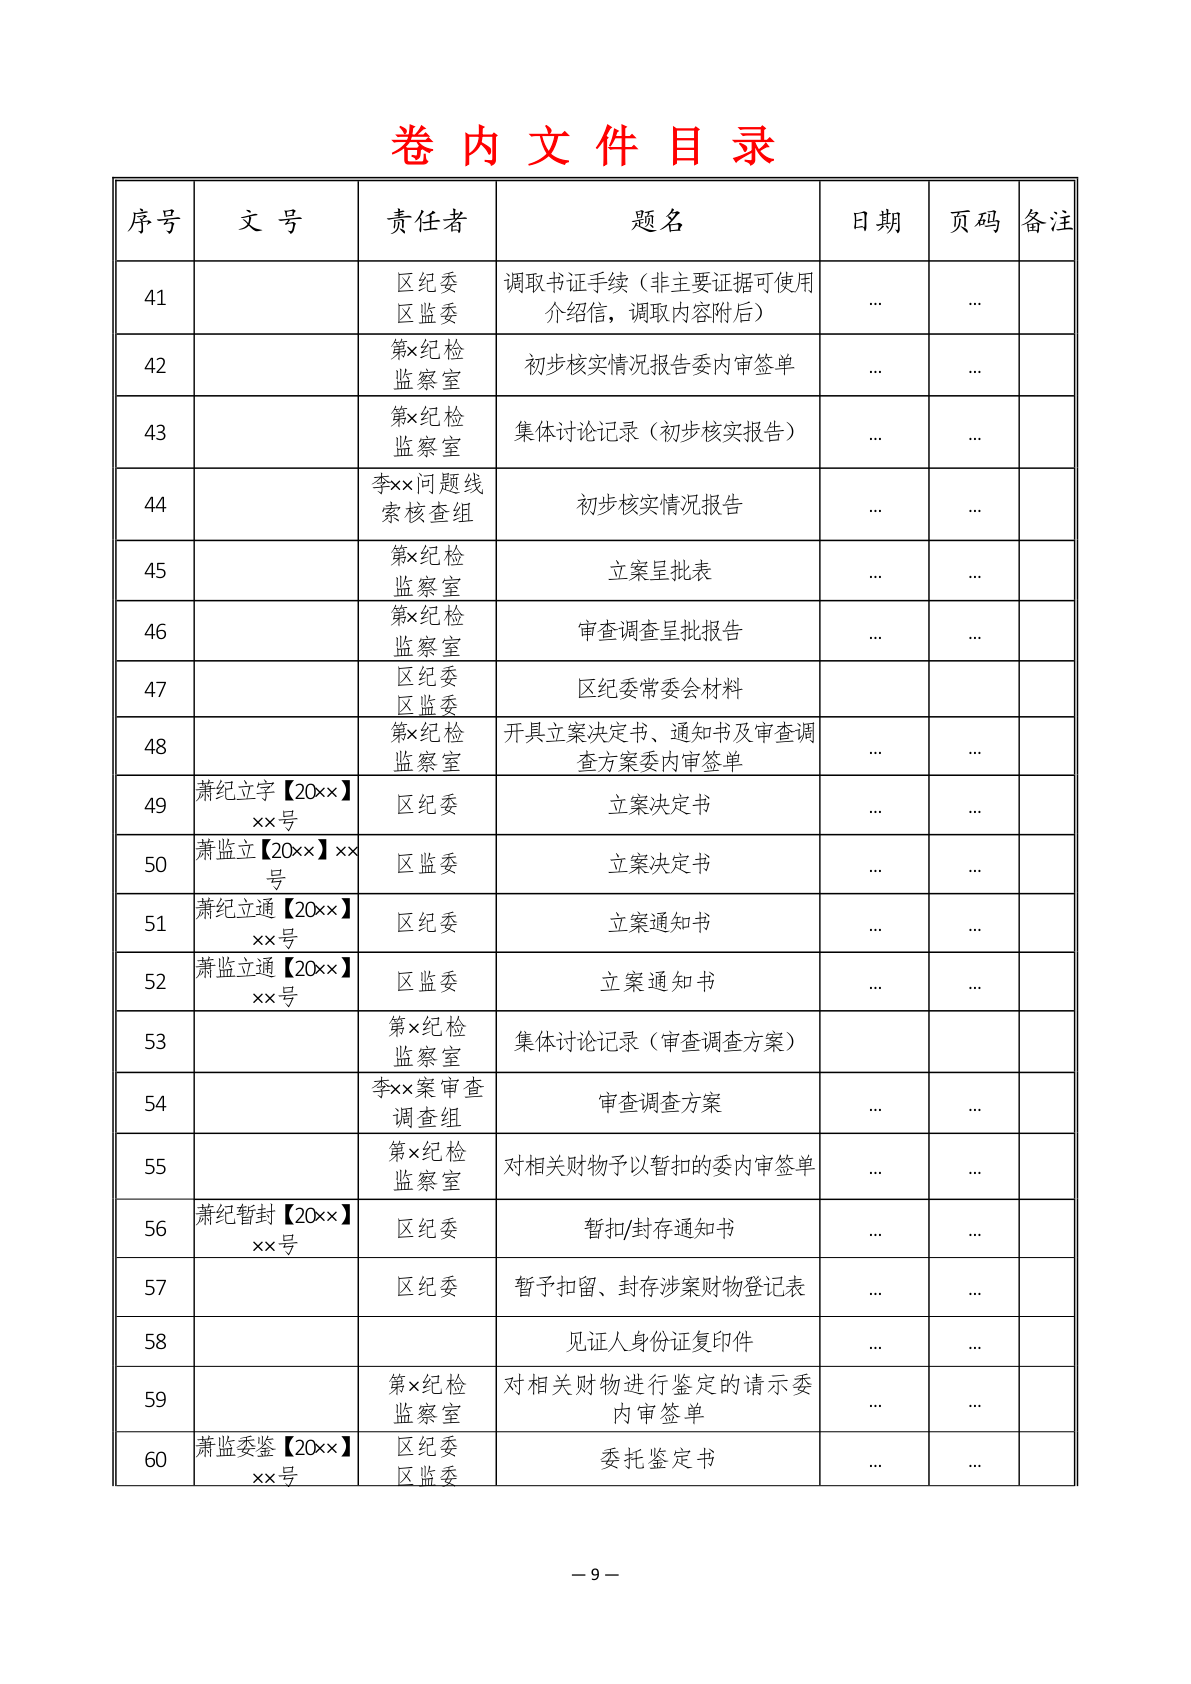 卷 内 文 件 目 录
序号 文 号 责任者 题名 日期 页码 备注
41 区纪委 区监委 调取书证手续（非主要证据可使用介绍信，调取内容附后） ... ...
42 第×纪检监察室 初步核实情况报告委内审签单 ... ...
43 第×纪检监察室 集体讨论记录（初步核实报告） ... ...
44 李××问题线索核查组 初步核实情况报告 ... ...
45 第×纪检监察室 立案呈批表 ... ...
46 第×纪检监察室 审查调查呈批报告 ... ...
47 区纪委 区监委 区纪委常委会材料
48 第×纪检监察室 开具立案决定书、通知书及审查调查方案委内审签单 ... ...
49 萧纪立字【20××】××号 区纪委 立案决定书 ... ...
50 萧监立【20××】××号 区监委 立案决定书 ... ...
51 萧纪立通【20××】××号 区纪委 立案通知书 ... ...
52 萧监立通【20××】××号 区监委 立案通知书 ... ...
53 第×纪检监察室 集体讨论记录（审查调查方案）
54 李××案审查调查组 审查调查方案 ... ...
55 第×纪检监察室 对相关财物予以暂扣的委内审签单 ... ...
56 萧纪暂封【20××】××号 区纪委 暂扣/封存通知书 ... ...
57 区纪委 暂予扣留、封存涉案财物登记表 ... ...
58 见证人身份证复印件 ... ...
59 第×纪检监察室 对相关财物进行鉴定的请示委内审签单 ... ...
60 萧监委鉴【20××】××号 区纪委 区监委 委托鉴定书 ... ...
— 9 —